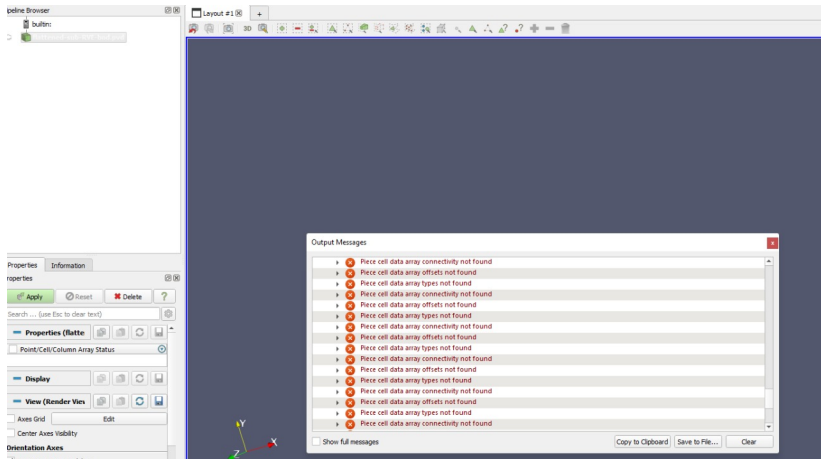 peline Browser
builtin:
Layout #1
+
3D
Output Messages
x
Piece cell data array connectivity not found
Piece cell data array offsets not found
Piece cell data array types not found
Piece cell data array connectivity not found
Piece cell data array offsets not found
Piece cell data array types not found
Piece cell data array connectivity not found
Piece cell data array offsets not found
Piece cell data array types not found
Piece cell data array connectivity not found
Piece cell data array offsets not found
Piece cell data array types not found
Piece cell data array connectivity not found
Piece cell data array offsets not found
Piece cell data array types not found
Piece cell data array connectivity not found
Show full messages
Copy to Clipboard Save to File... Clear
Properties Information
roperties
Apply Reset Delete ?
Search ... (use Esc to clear text)
Properties (flatte
Point/Cell/Column Array Status
Display
View (Render View
Axes Grid Edit
Center Axes Visibility
Orientation Axes
Y
X
Z